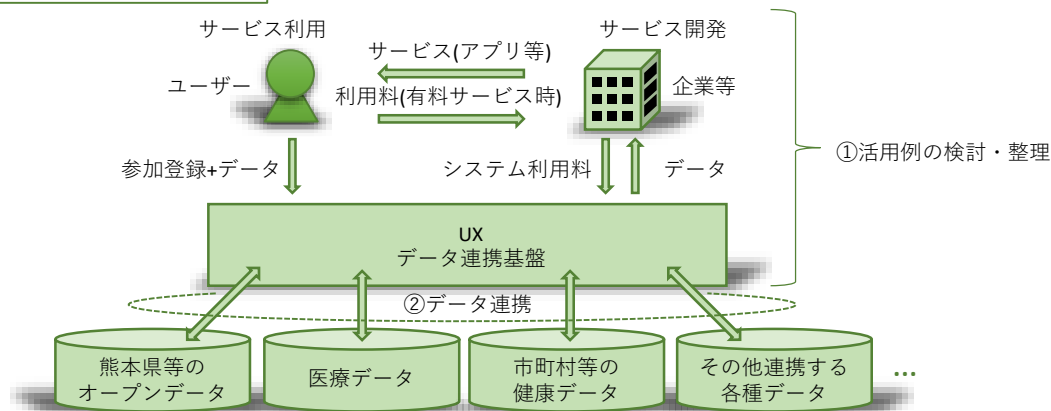 サービス利用
サービス開発
サービス(アプリ等)
ユーザー
企業等
利用料(有料サービス時)
①活用例の検討・整理
参加登録+データ
システム利用料
データ
UX
データ連携基盤
②データ連携
熊本県等の
オープンデータ
医療データ
市町村等の
健康データ
その他連携する
各種データ
…